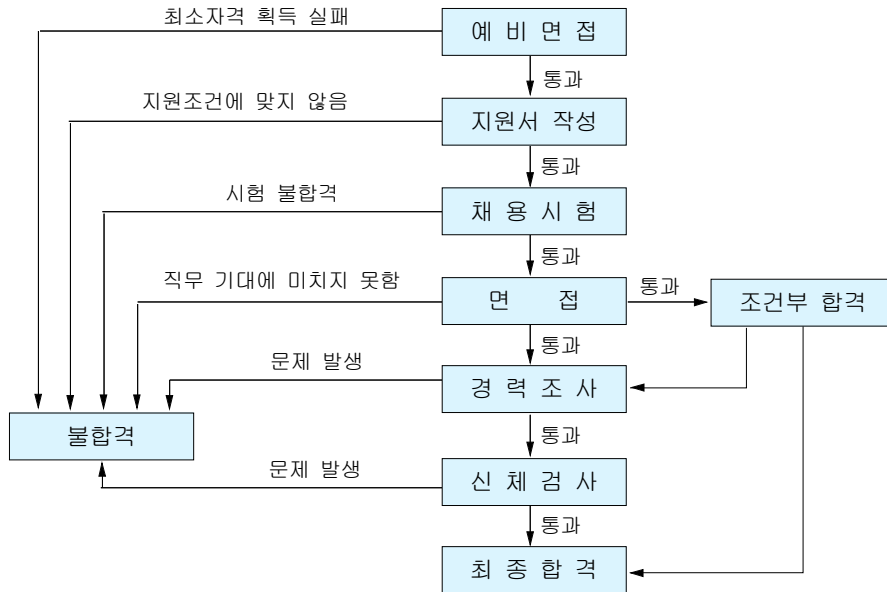 최소자격 획득 실패
예 비 면 접
통과
지원조건에 맞지 않음
지원서 작성
통과
시험 불합격
채 용 시 험
통과
직무 기대에 미치지 못함
면 접
통과
조건부 합격
통과
문제 발생
경 력 조 사
불합격
통과
문제 발생
신 체 검 사
통과
최 종 합 격